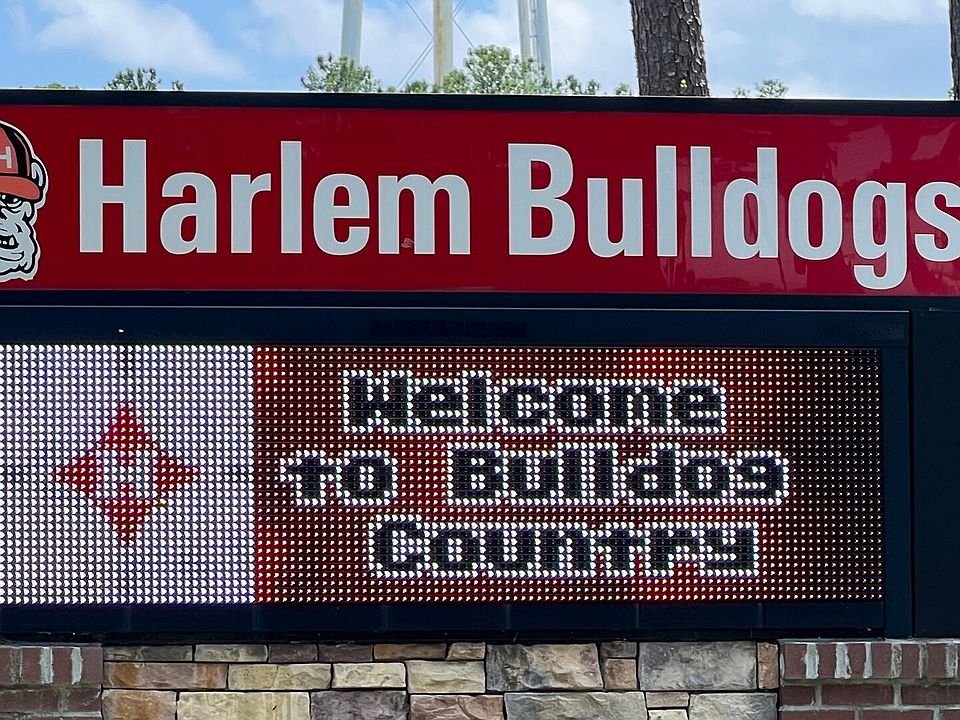 H
Harlem Bulldogs
Welcome
to Bulldog
Country